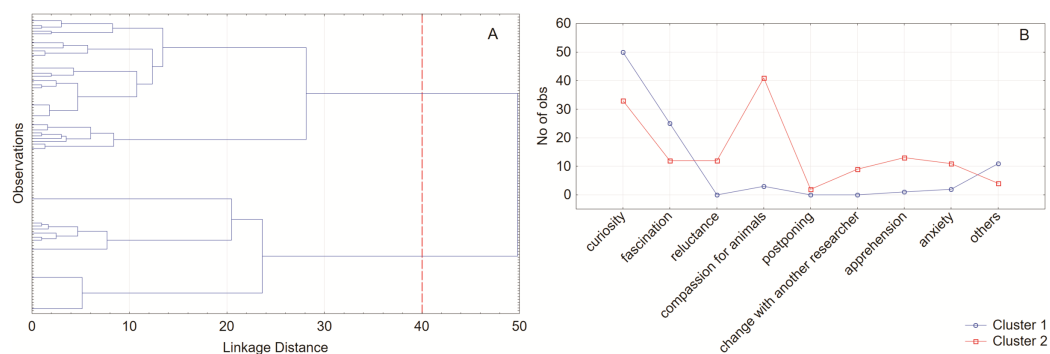 A
Observations
0 10 20 30 40 50
Linkage Distance
B
60
50
40
30
20
10
0
No of obs
curiosity
fascination
reluctance
compassion for animals
postponing
change with another researcher
apprehension
anxiety
others
Cluster 1
Cluster 2